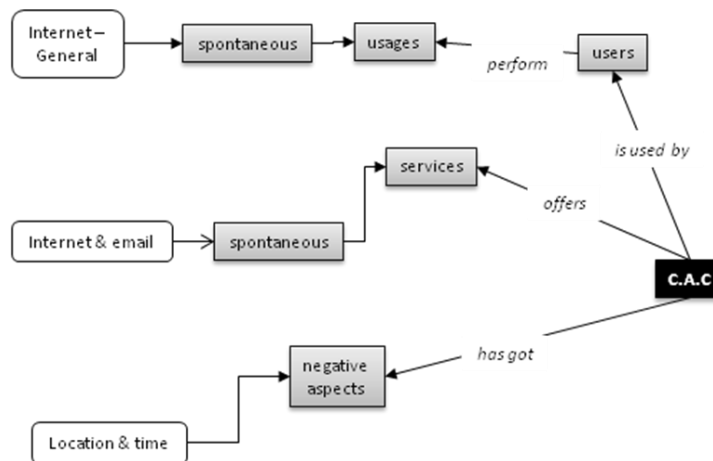 Internet –
General
spontaneous
usages
perform
users
is used by
services
offers
Internet & email
spontaneous
C.A.C
has got
negative
aspects
Location & time